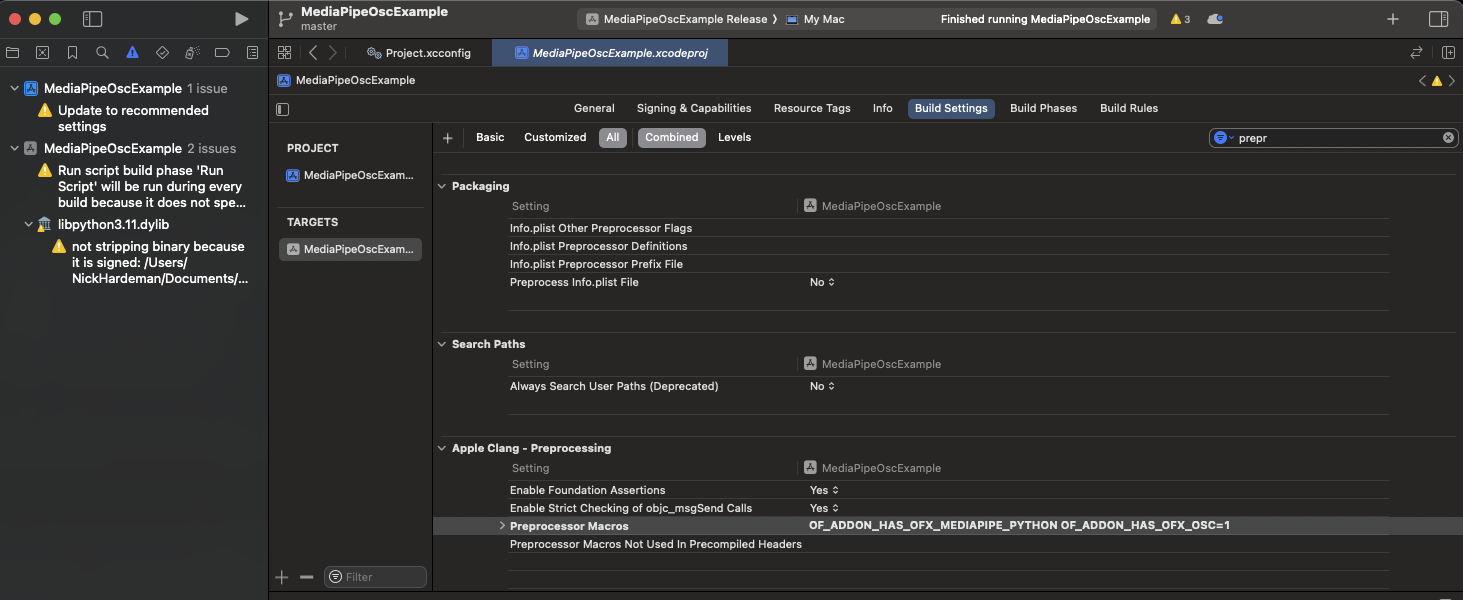 MediaPipeOscExample
master
MediaPipeOscExample Release
My Mac
Finished running MediaPipeOscExample
3
Project.xcconfig
MediaPipeOscExample.xcodeproj
MediaPipeOscExample 1 issue
Update to recommended
settings
MediaPipeOscExample 2 issues
Run script build phase 'Run
Script' will be run during every
build because it does not spe...
libpython3.11.dylib
not stripping binary because
it is signed: /Users/
NickHardeman/Documents/...
MediaPipeOscExample
General
Signing & Capabilities
Resource Tags
Info
Build Settings
Build Phases
Build Rules
PROJECT
MediaPipeOscExam...
TARGETS
MediaPipeOscExam...
Filter
Basic
Customized
All
Combined
Levels
prepr
Packaging
Setting
MediaPipeOscExample
Info.plist Other Preprocessor Flags
Info.plist Preprocessor Definitions
Info.plist Preprocessor Prefix File
Preprocess Info.plist File
No
Search Paths
Setting
MediaPipeOscExample
Always Search User Paths (Deprecated)
No
Apple Clang - Preprocessing
Setting
MediaPipeOscExample
Enable Foundation Assertions
Yes
Enable Strict Checking of objc_msgSend Calls
Yes
Preprocessor Macros
OF_ADDON_HAS_OFX_MEDIAPIPE_PYTHON OF_ADDON_HAS_OFX_OSC=1
Preprocessor Macros Not Used In Precompiled Headers